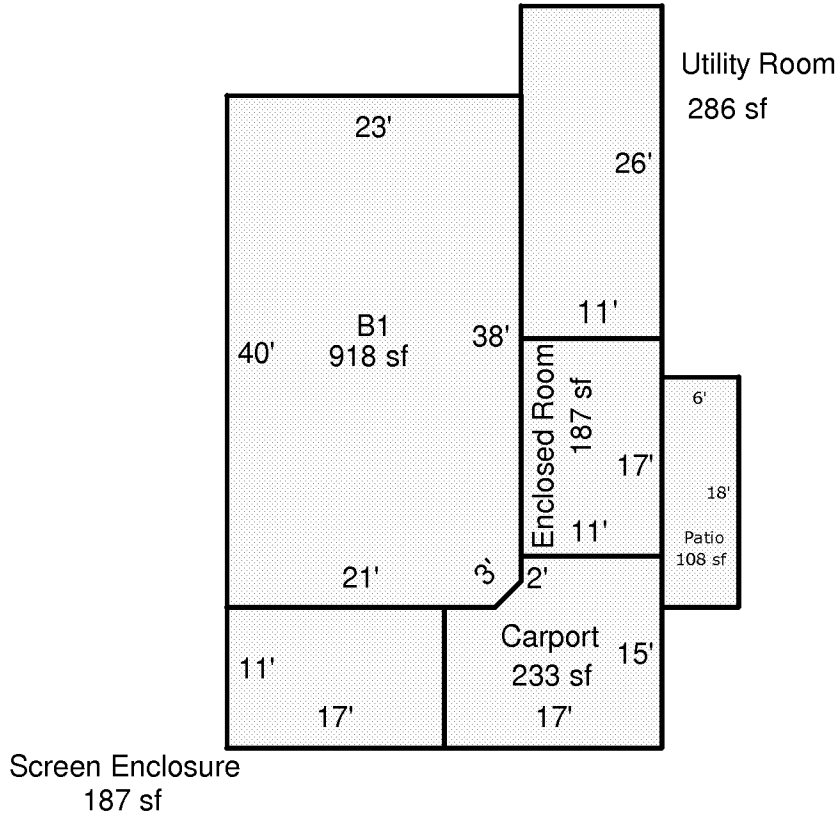 Utility Room
286 sf
23'
26'
11'
B1
918 sf
38'
40'
Enclosed Room
187 sf
17'
11'
6'
18'
Patio
108 sf
21'
3'
2'
Carport
233 sf
15'
17'
11'
17'
Screen Enclosure
187 sf